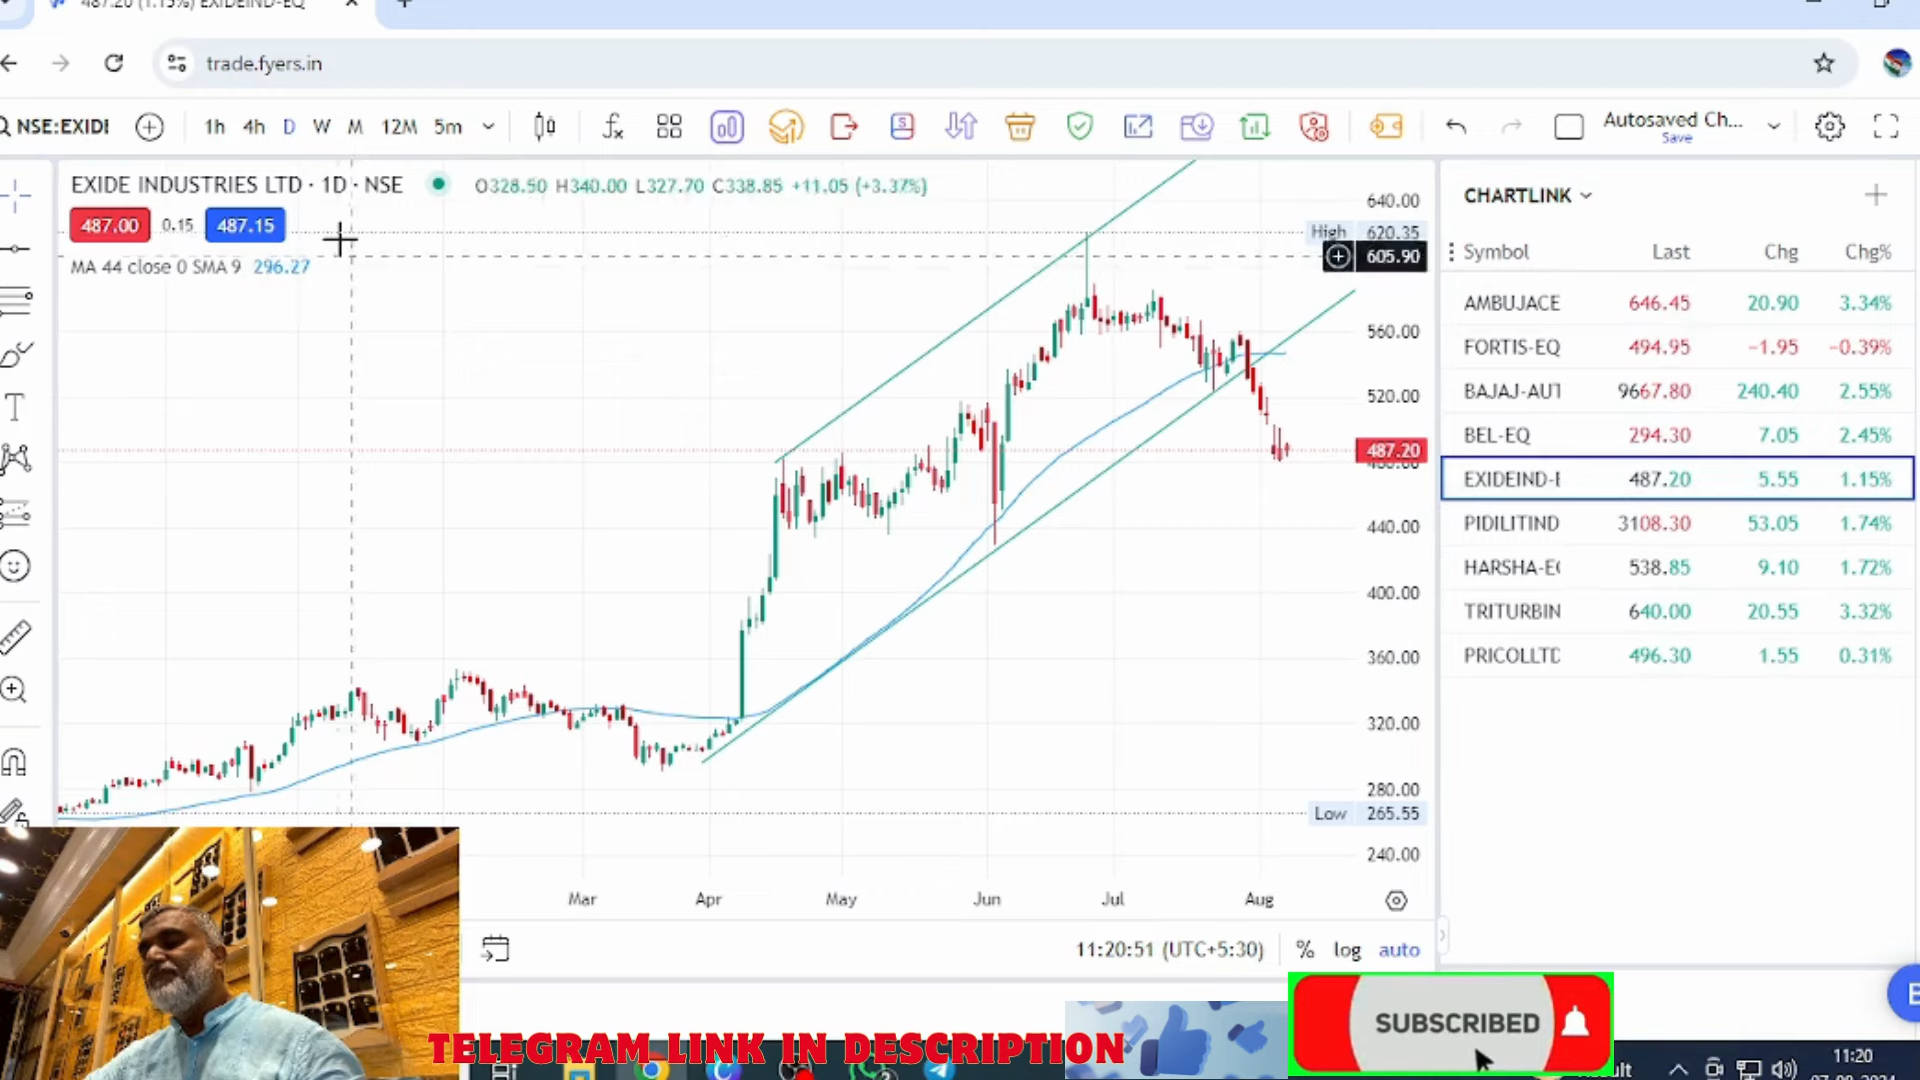 487.20 (1.15%) EXIDEIND-EQ
trade.fyers.in
NSE:EXIDI
1h 4h D W M 12M 5m
Autosaved Ch...
Save
EXIDE INDUSTRIES LTD · 1D · NSE
O328.50 H340.00 L327.70 C338.85 +11.05 (+3.37%)
487.00 0.15 487.15
MA 44 close 0 SMA 9 296.27
640.00
High 620.35
605.90
560.00
520.00
487.20
440.00
400.00
360.00
320.00
280.00
Low 265.55
240.00
Mar Apr May Jun Jul Aug
11:20:51 (UTC+5:30) % log auto
CHARTLINK
Symbol Last Chg Chg%
AMBUJACE 646.45 20.90 3.34%
FORTIS-EQ 494.95 −1.95 −0.39%
BAJAJ-AUT 9667.80 240.40 2.55%
BEL-EQ 294.30 7.05 2.45%
EXIDEIND-E 487.20 5.55 1.15%
PIDILITIND 3108.30 53.05 1.74%
HARSHA-EQ 538.85 9.10 1.72%
TRITURBIN 640.00 20.55 3.32%
PRICOLLTD 496.30 1.55 0.31%
TELEGRAM LINK IN DESCRIPTION
SUBSCRIBED
11:20